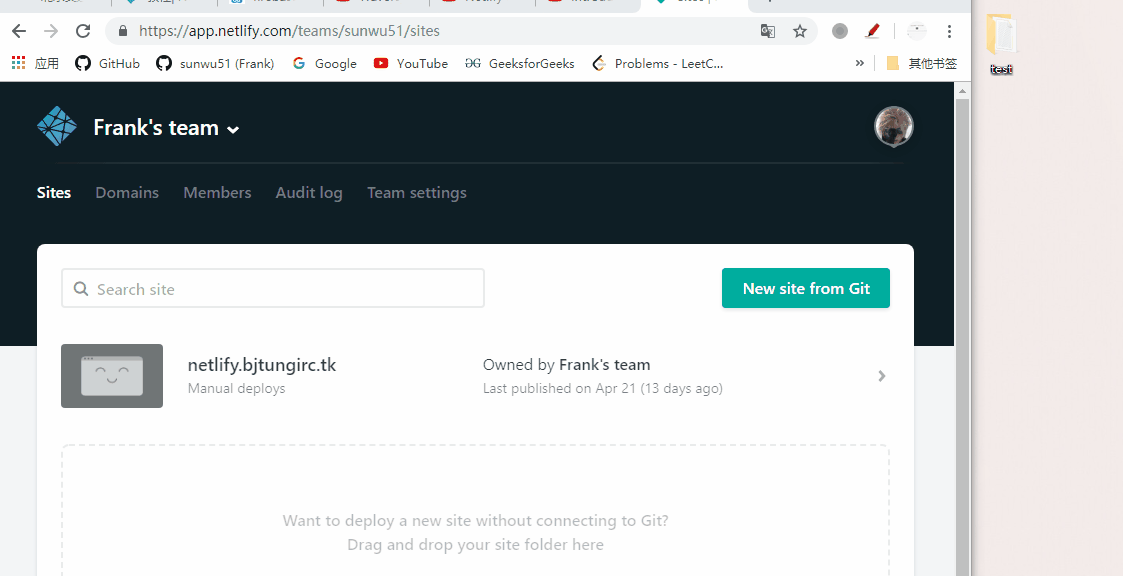 https://app.netlify.com/teams/sunwu51/sites
应用 GitHub sunwu51 (Frank) Google YouTube GeeksforGeeks Problems - LeetC... » 其他书签
test
Frank's team
Sites Domains Members Audit log Team settings
Search site
New site from Git
netlify.bjtungirc.tk
Manual deploys
Owned by Frank's team
Last published on Apr 21 (13 days ago)
Want to deploy a new site without connecting to Git?
Drag and drop your site folder here